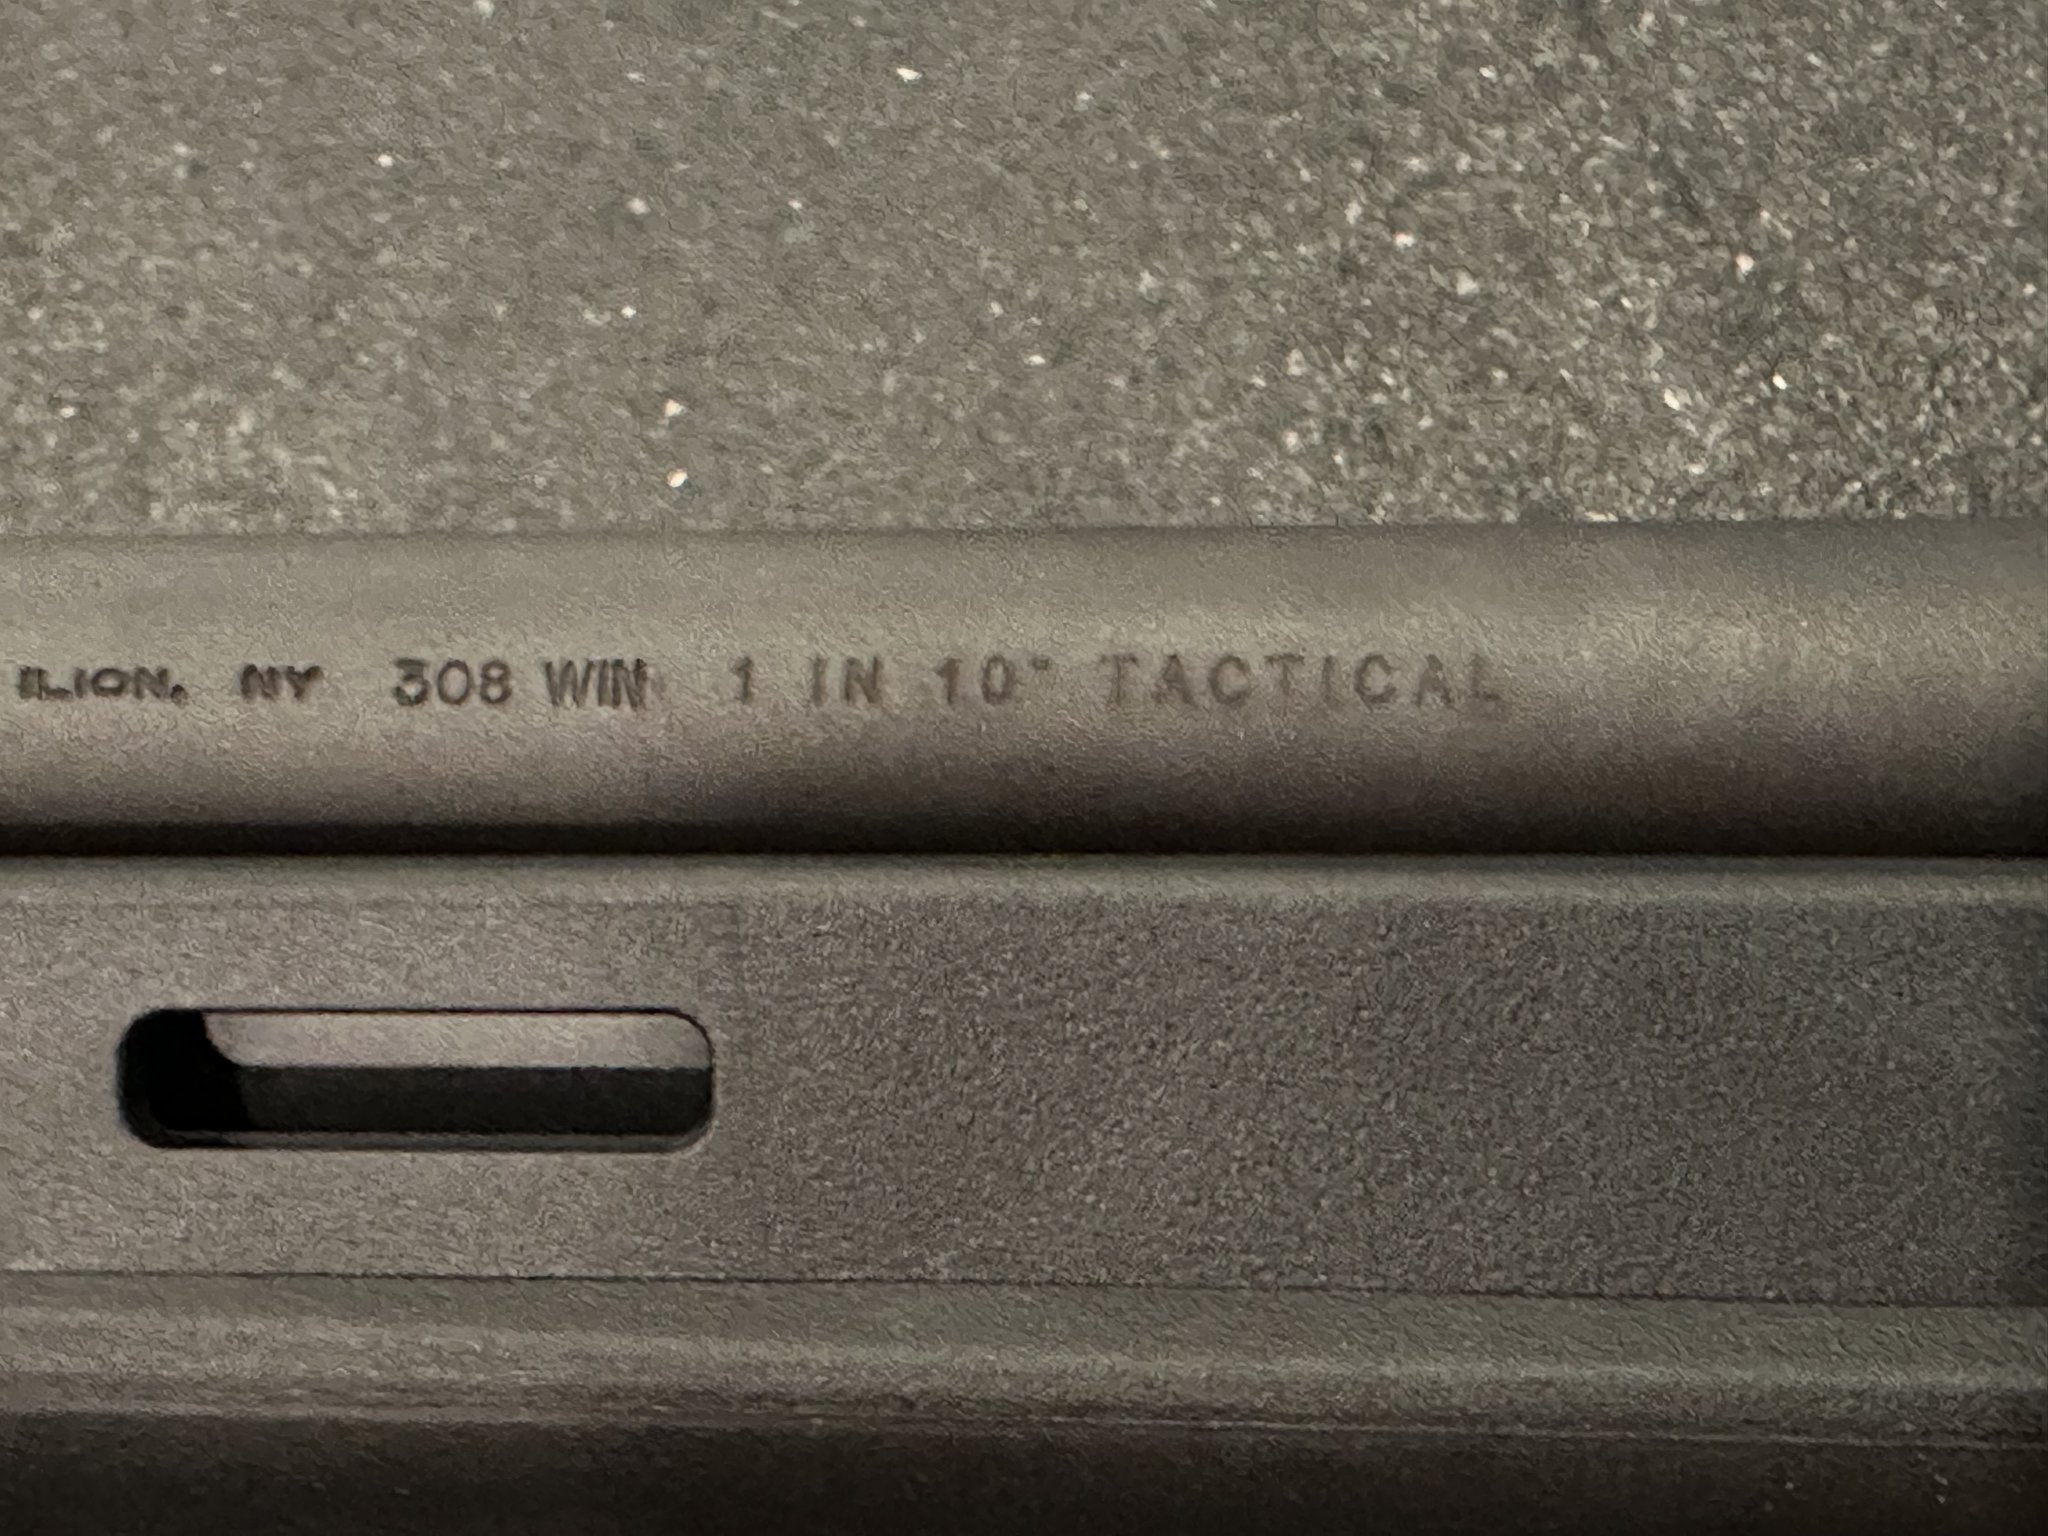 ILION, NY 308 WIN 1 IN 10" TACTICAL